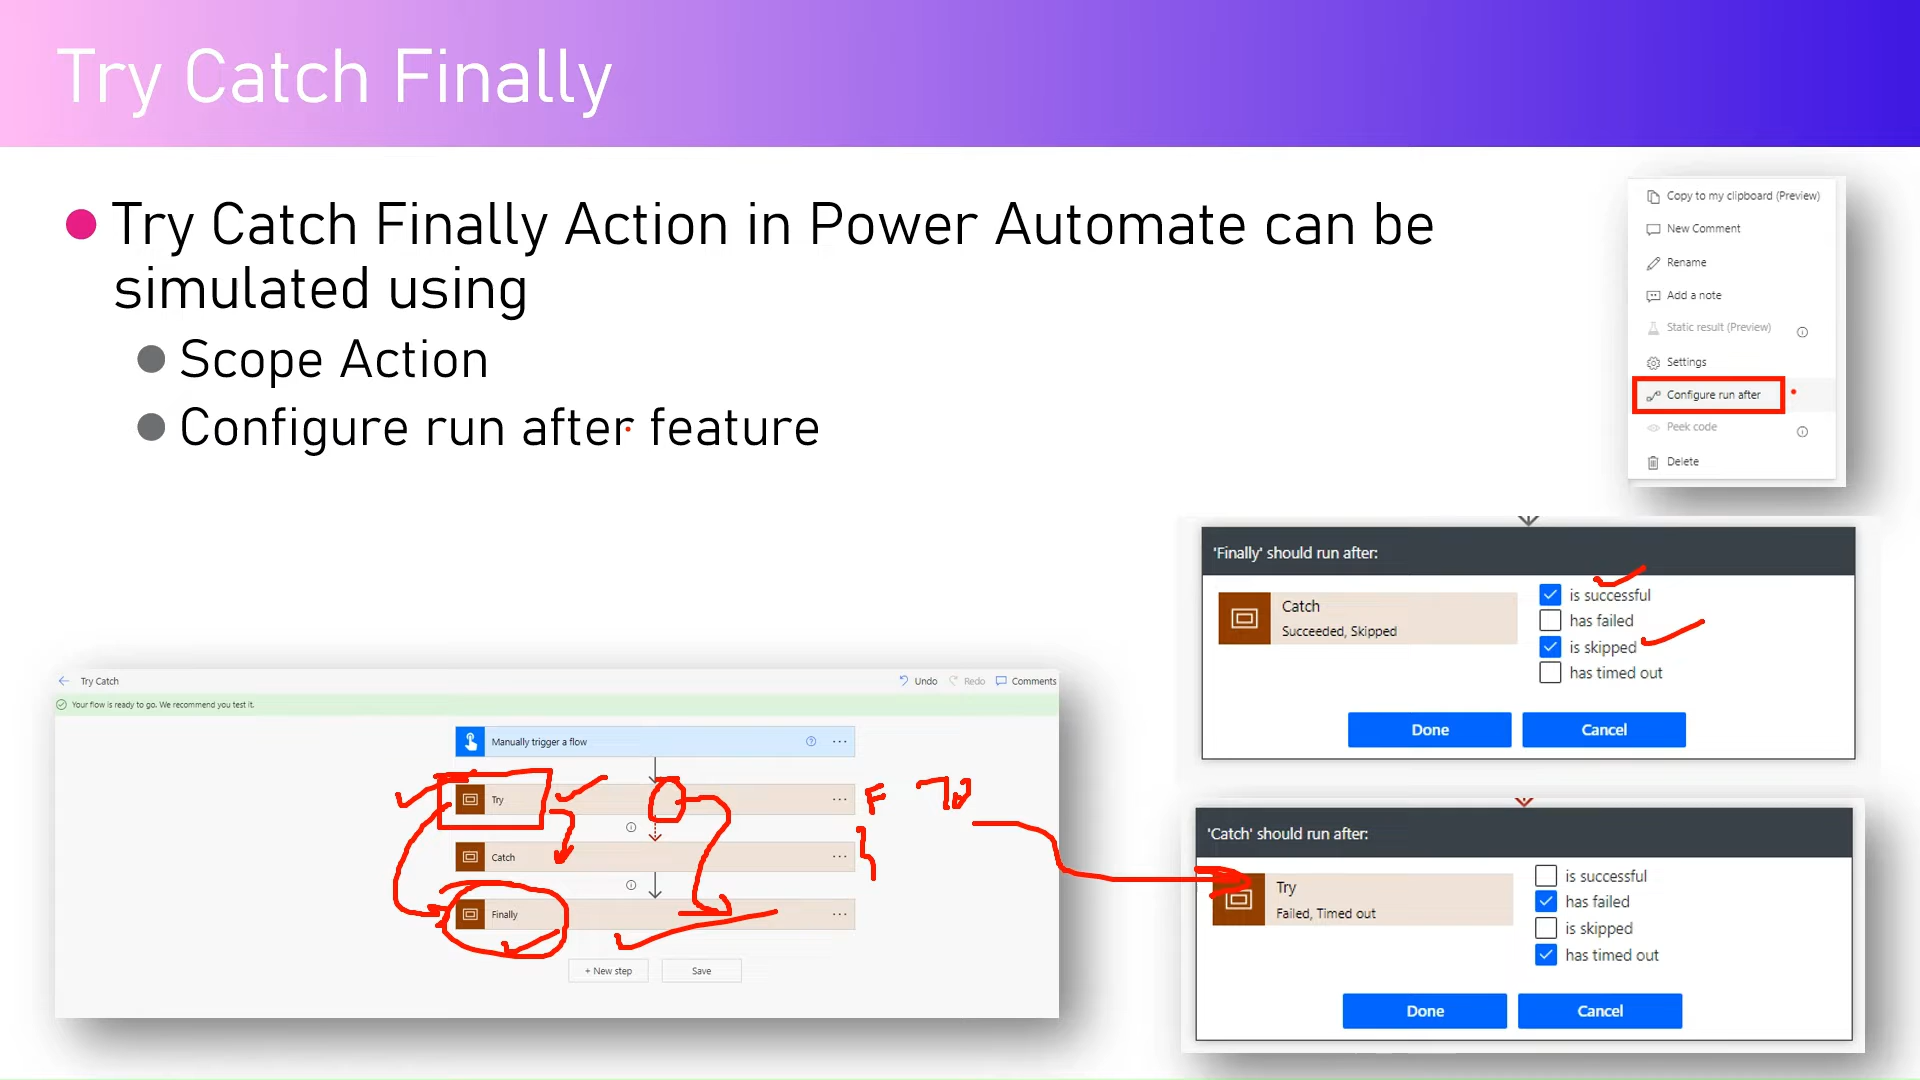 Try Catch Finally
Try Catch Finally Action in Power Automate can be
simulated using
Scope Action
Configure run after feature
Copy to my clipboard (Preview)
New Comment
Rename
Add a note
Static result (Preview)
Settings
Configure run after
Peek code
Delete
'Finally' should run after:
Catch
Succeeded, Skipped
is successful
has failed
is skipped
has timed out
Done Cancel
Try Catch
Undo Redo Comments
Your flow is ready to go. We recommend you test it.
Manually trigger a flow
Try
F
Catch
Finally
+ New step Save
'Catch' should run after:
Try
Failed, Timed out
is successful
has failed
is skipped
has timed out
Done Cancel